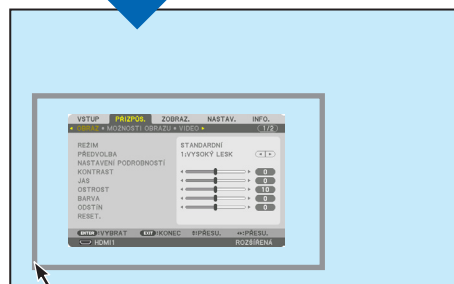 VSTUP PŘIZPŮS. ZOBRAZ. NASTAV. INFO.
OBRAZ • MOŽNOSTI OBRAZU • VIDEO 1/2
REŽIM STANDARDNÍ
PŘEDVOLBA 1:VYSOKÝ LESK
NASTAVENÍ PODROBNOSTÍ
KONTRAST 0
JAS 0
OSTROST 10
BARVA 0
ODSTÍN 0
RESET.
ENTER :VYBRAT EXIT :KONEC ⇕:PŘESU. ⇔:PŘESU.
HDMI1 ROZŠÍŘENÁ